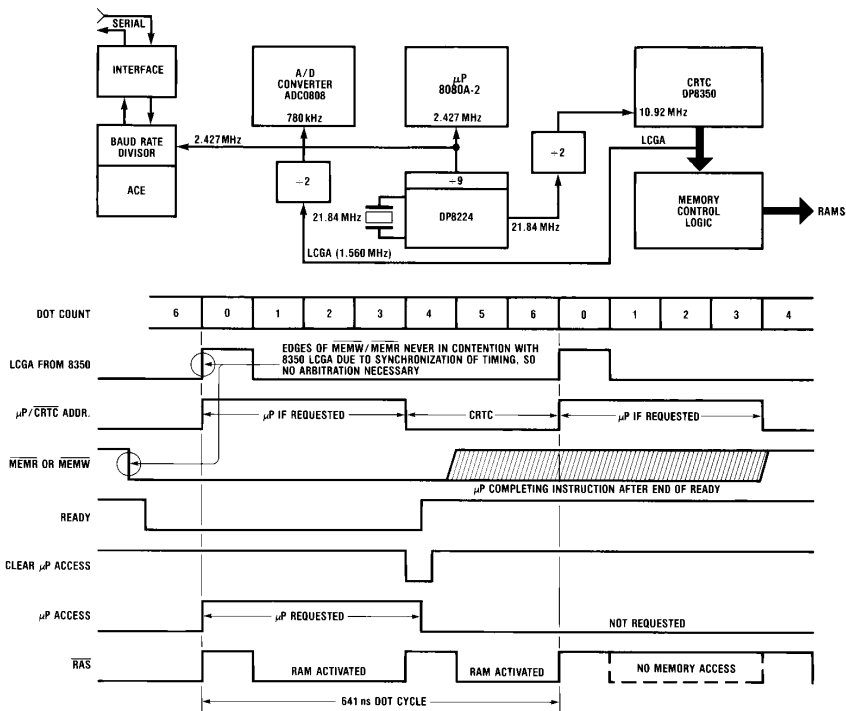 SERIAL
INTERFACE
BAUD RATE
DIVISOR
ACE
2.427 MHz
A/D
CONVERTER
ADC0808
780 kHz
÷2
μP
8080A-2
2.427 MHz
÷9
DP8224
21.84 MHz
21.84 MHz
÷2
10.92 MHz
CRTC
DP8350
LCGA
MEMORY
CONTROL
LOGIC
RAMS
LCGA (1.560 MHz)
DOT COUNT 6 0 1 2 3 4 5 6 0 1 2 3 4
LCGA FROM 8350
EDGES OF MEMW/MEMR NEVER IN CONTENTION WITH
8350 LCGA DUE TO SYNCHRONIZATION OF TIMING, SO
NO ARBITRATION NECESSARY
μP/CRTC ADDR. μP IF REQUESTED CRTC μP IF REQUESTED
MEMR OR MEMW
μP COMPLETING INSTRUCTION AFTER END OF READY
READY
CLEAR μP ACCESS
μP ACCESS μP REQUESTED NOT REQUESTED
RAS RAM ACTIVATED RAM ACTIVATED NO MEMORY ACCESS
641 ns DOT CYCLE